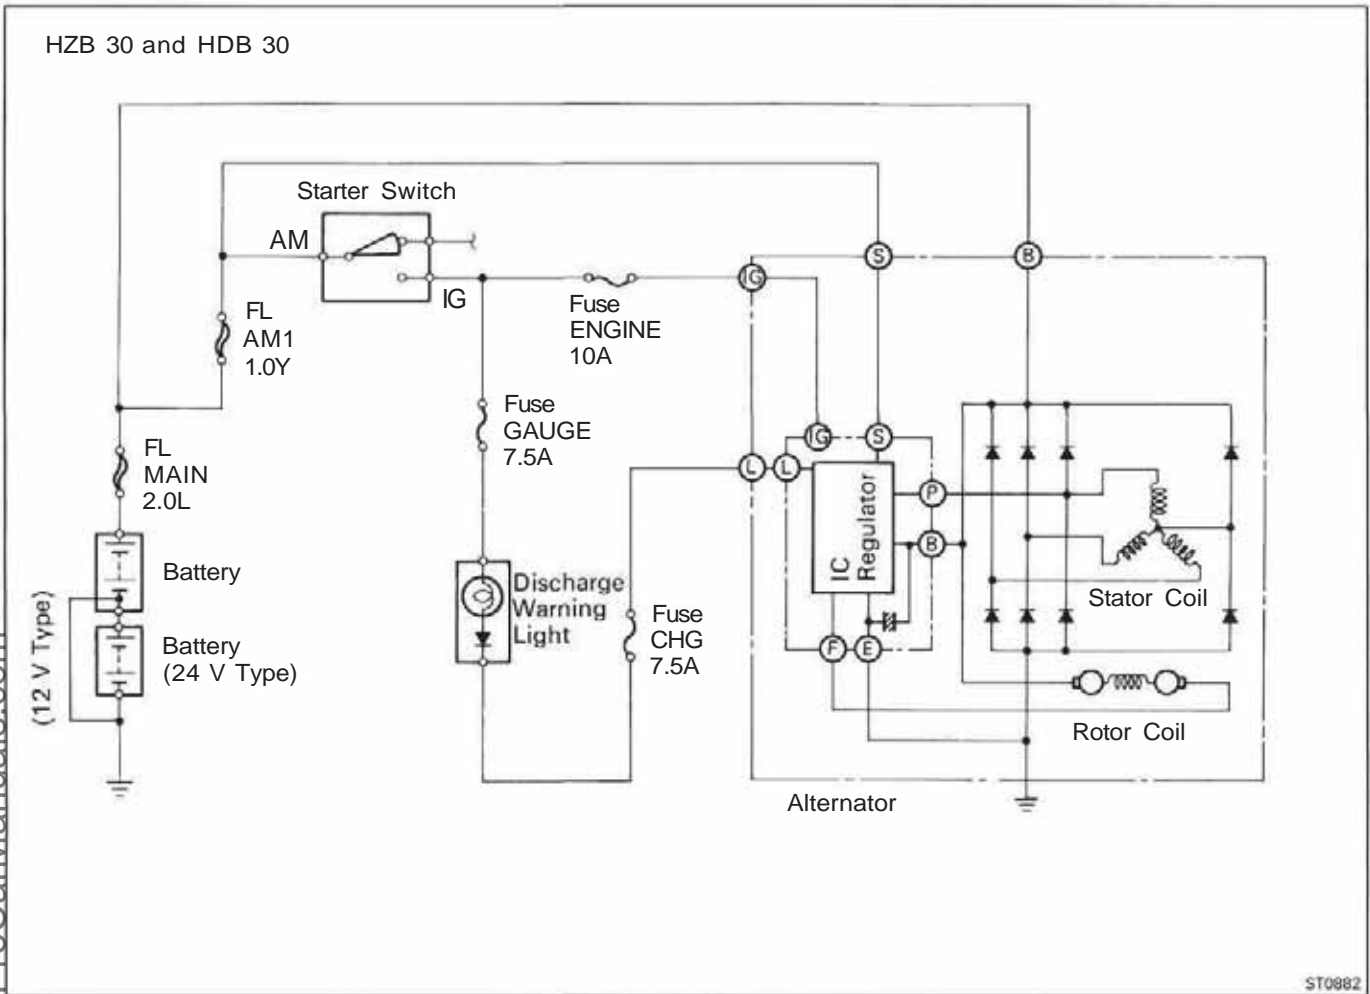 HZB 30 and HDB 30
Starter Switch
AM
IG
FL
AM1
1.0Y
Fuse
ENGINE
10A
S
B
IG
Fuse
GAUGE
7.5A
FL
MAIN
2.0L
IG
S
L
L
P
B
IC
Regulator
Stator Coil
Battery
Discharge
Warning
Light
Fuse
CHG
7.5A
F
E
Battery
(24 V Type)
(12 V Type)
Rotor Coil
Alternator
ST0882